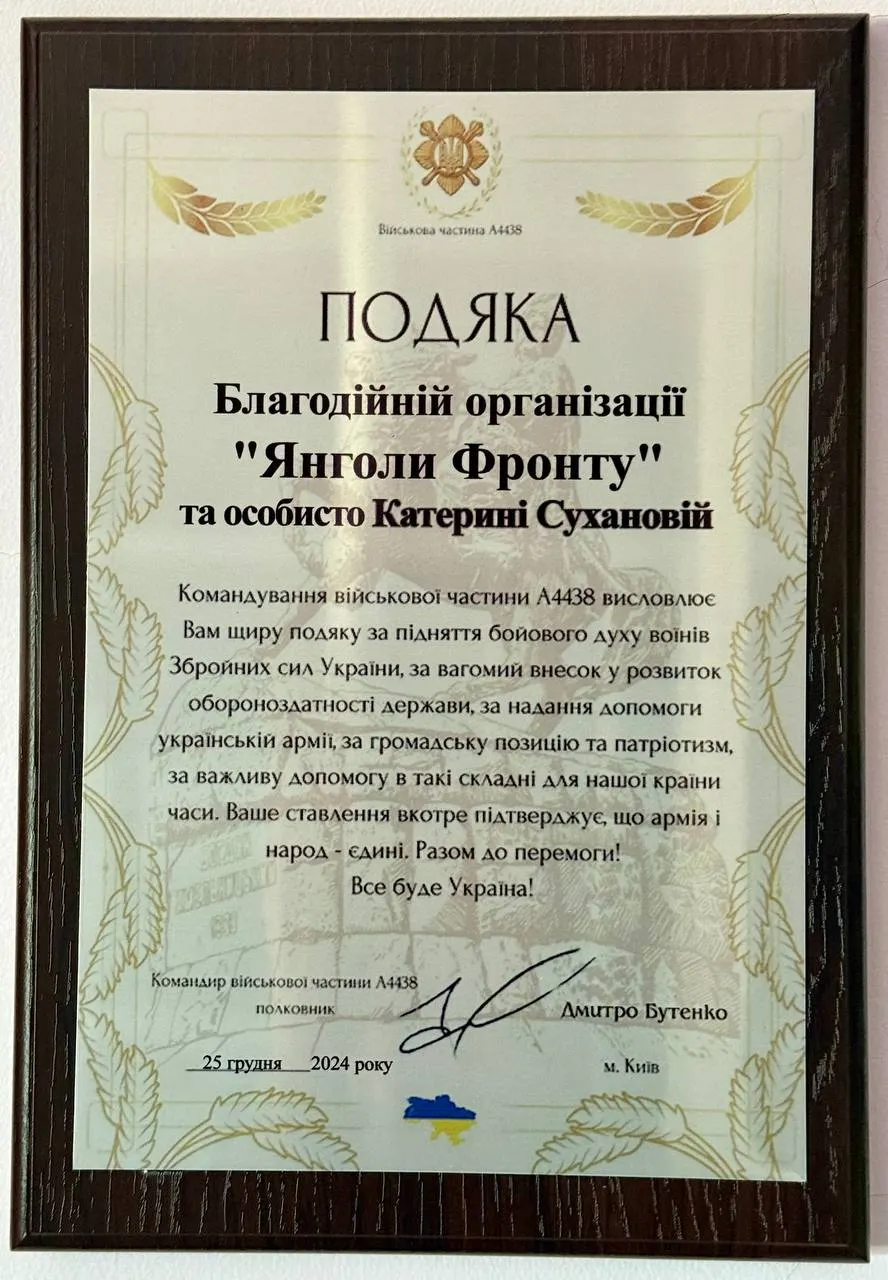 Військова частина А4438
ПОДЯКА
Благодійній організації
"Янголи Фронту"
та особисто Катерині Сухановій
Командування військової частини А4438 висловлює
Вам щиру подяку за підняття бойового духу воїнів
Збройних сил України, за вагомий внесок у розвиток
обороноздатності держави, за надання допомоги
українській армії, за громадську позицію та патріотизм,
за важливу допомогу в такі складні для нашої країни
часи. Ваше ставлення вкотре підтверджує, що армія і
народ - єдині. Разом до перемоги!
Все буде Україна!
Командир військової частини А4438
полковник
Дмитро Бутенко
25 грудня 2024 року
м. Київ